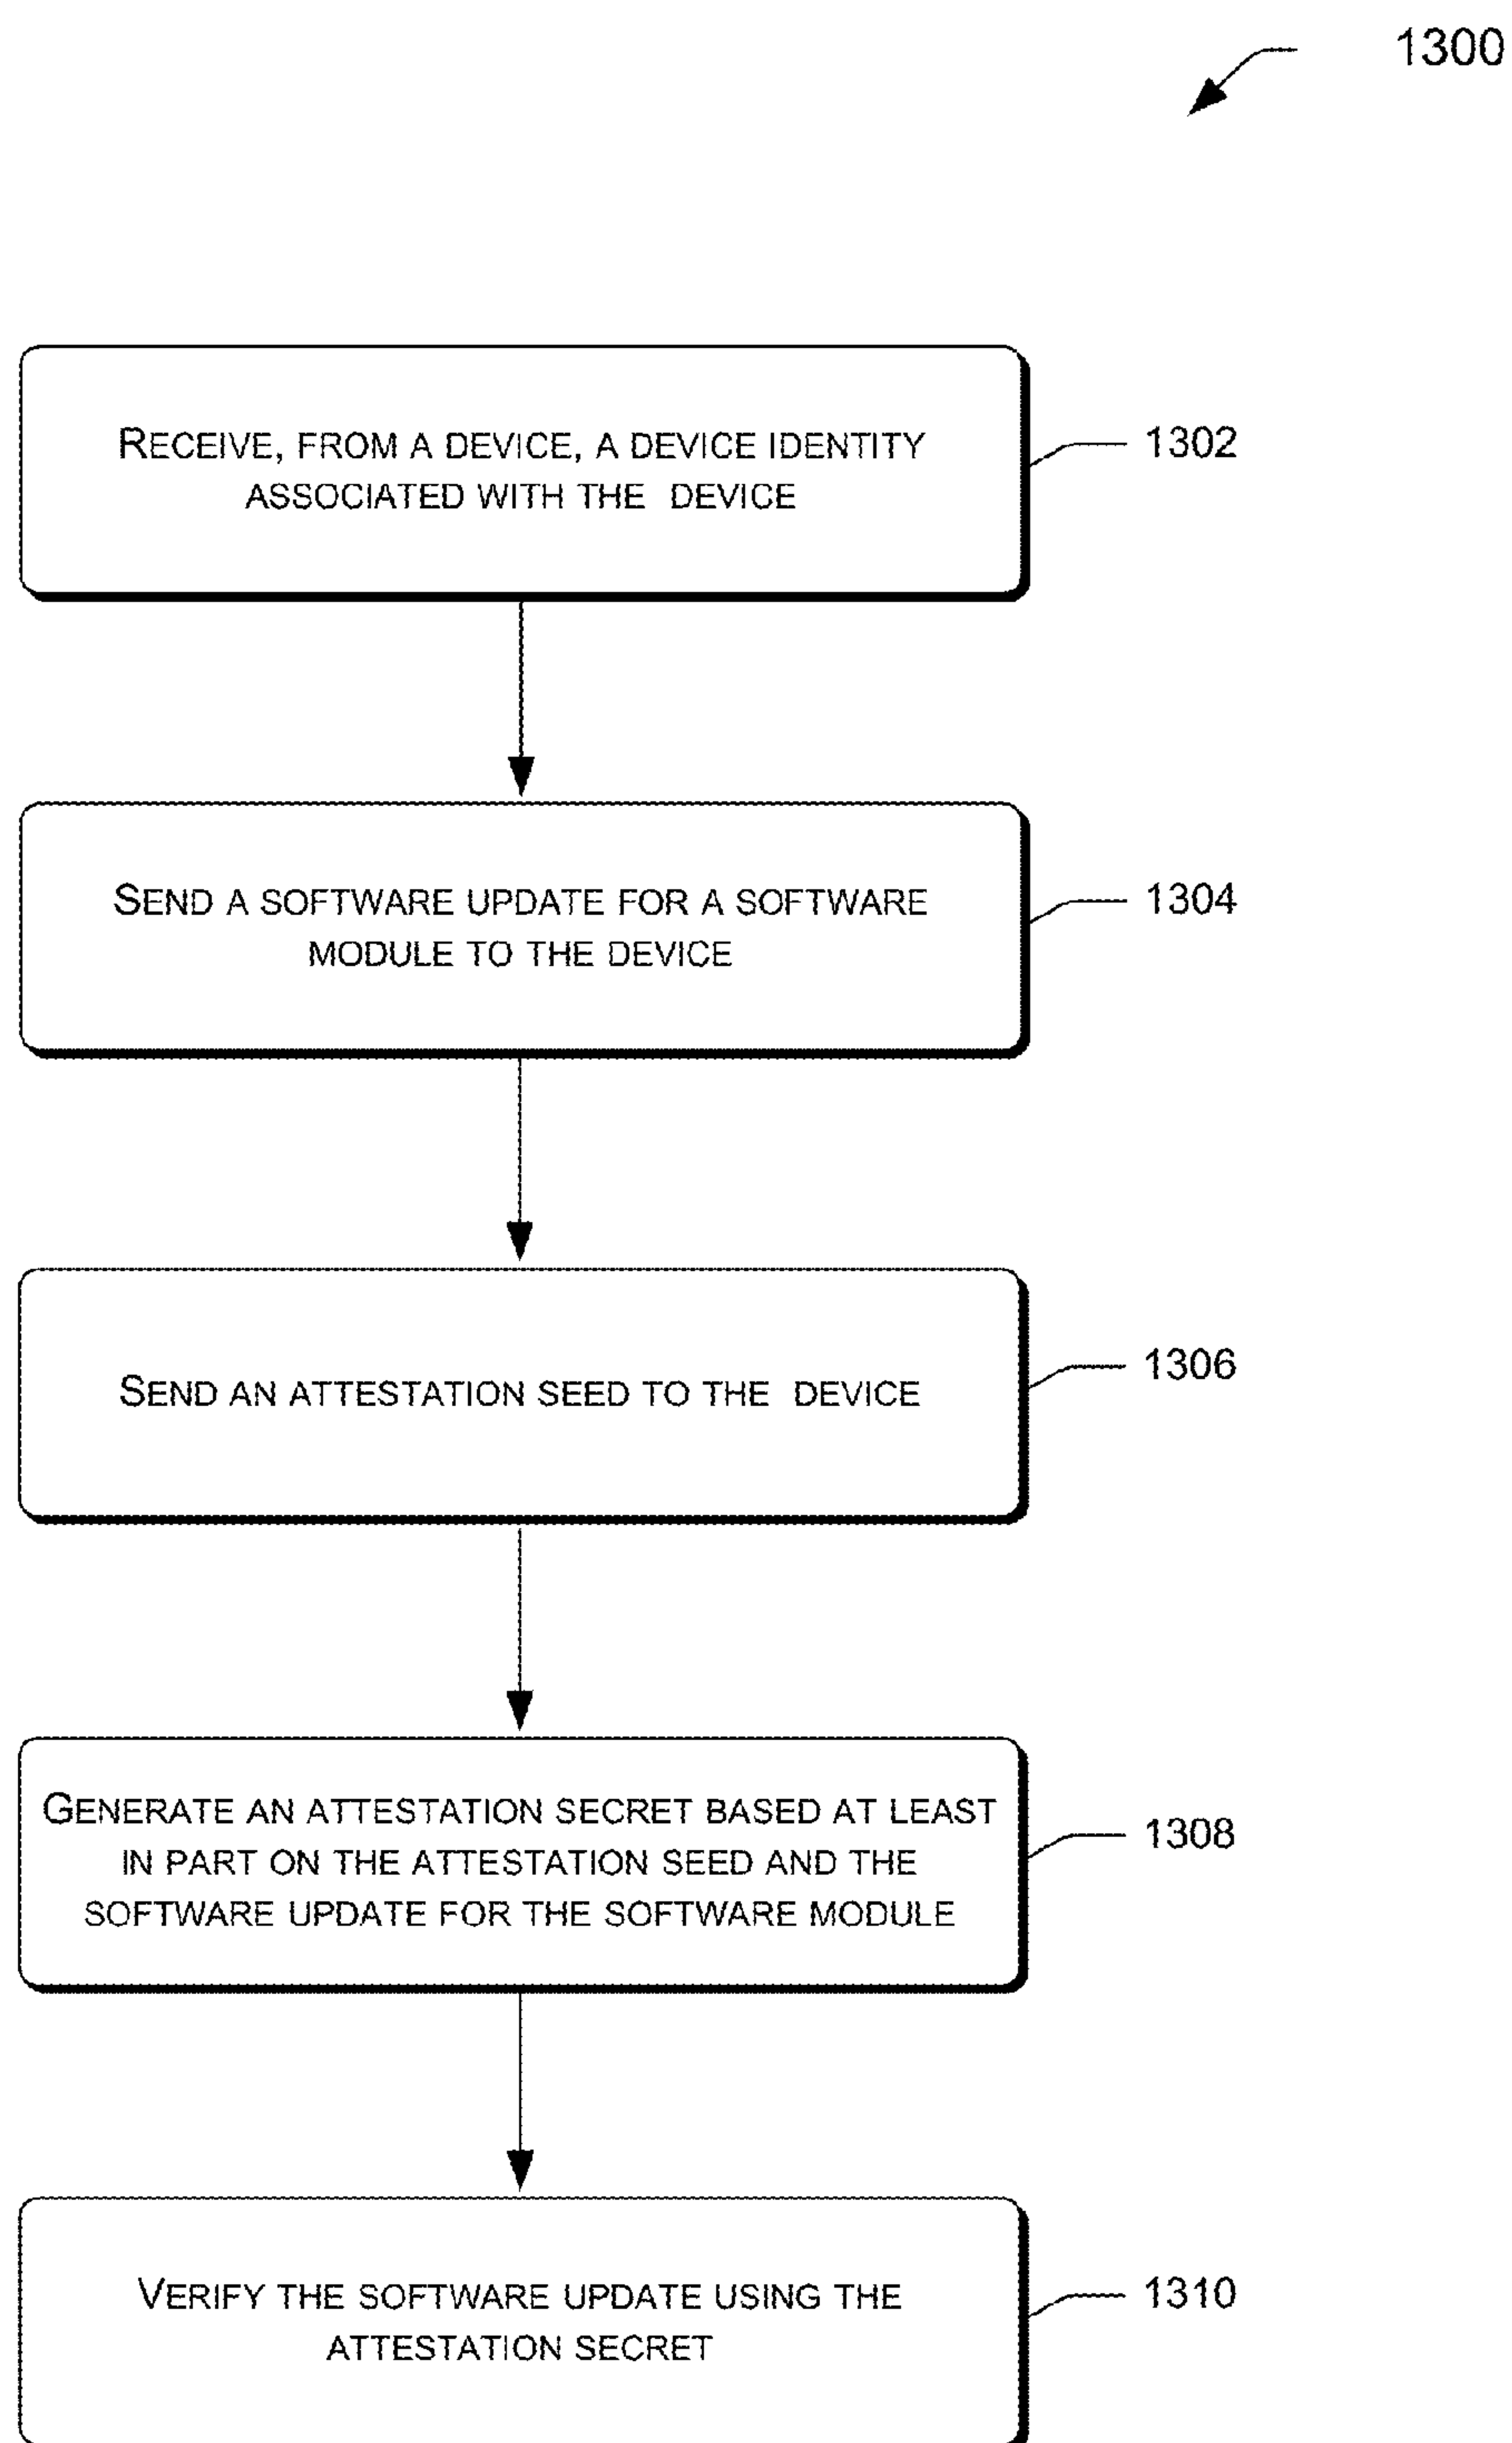 1300
RECEIVE, FROM A DEVICE, A DEVICE IDENTITY
ASSOCIATED WITH THE DEVICE
1302
SEND A SOFTWARE UPDATE FOR A SOFTWARE
MODULE TO THE DEVICE
1304
SEND AN ATTESTATION SEED TO THE DEVICE
1306
GENERATE AN ATTESTATION SECRET BASED AT LEAST
IN PART ON THE ATTESTATION SEED AND THE
SOFTWARE UPDATE FOR THE SOFTWARE MODULE
1308
VERIFY THE SOFTWARE UPDATE USING THE
ATTESTATION SECRET
1310